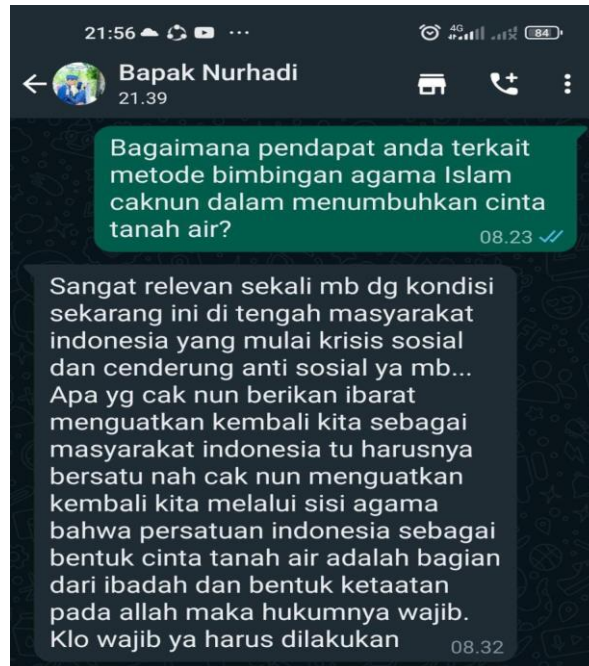 21:56
4G
84
Bapak Nurhadi
21.39
Bagaimana pendapat anda terkait
metode bimbingan agama Islam
caknun dalam menumbuhkan cinta
tanah air?
08.23
Sangat relevan sekali mb dg kondisi
sekarang ini di tengah masyarakat
indonesia yang mulai krisis sosial
dan cenderung anti sosial ya mb...
Apa yg cak nun berikan ibarat
menguatkan kembali kita sebagai
masyarakat indonesia tu harusnya
bersatu nah cak nun menguatkan
kembali kita melalui sisi agama
bahwa persatuan indonesia sebagai
bentuk cinta tanah air adalah bagian
dari ibadah dan bentuk ketaatan
pada allah maka hukumnya wajib.
Klo wajib ya harus dilakukan
08.32